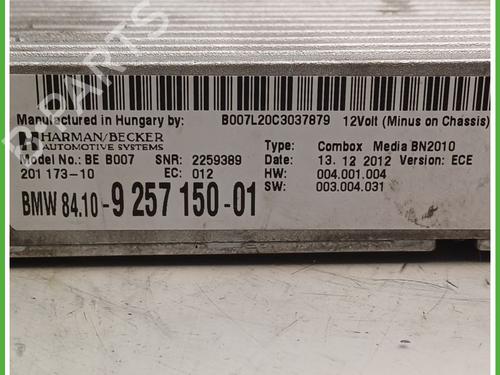 Manufactured in Hungary by:
B007L20C3037879 12Volt (Minus on Chassis)
HARMAN/BECKER
AUTOMOTIVE SYSTEMS
Type: Combox Media BN2010
Model No.: BE B007 SNR: 2259389
Date: 13.12.2012 Version: ECE
201 173-10 EC: 012
HW: 004.001.004
SW: 003.004.031
BMW 84.10- 9 257 150-01
B-PARTS